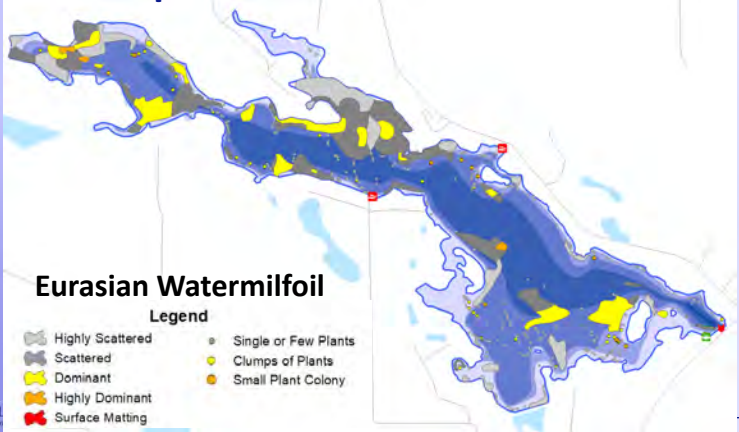 Eurasian Watermilfoil
Legend
Highly Scattered
Scattered
Dominant
Highly Dominant
Surface Matting
Single or Few Plants
Clumps of Plants
Small Plant Colony